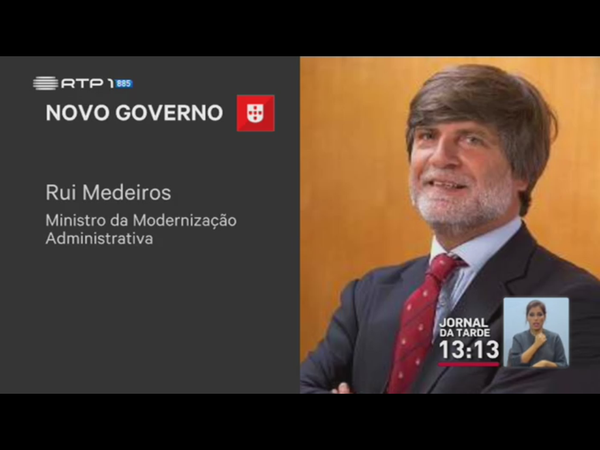 RTP 1 885
NOVO GOVERNO
Rui Medeiros
Ministro da Modernização
Administrativa
JORNAL
DA TARDE
13:13